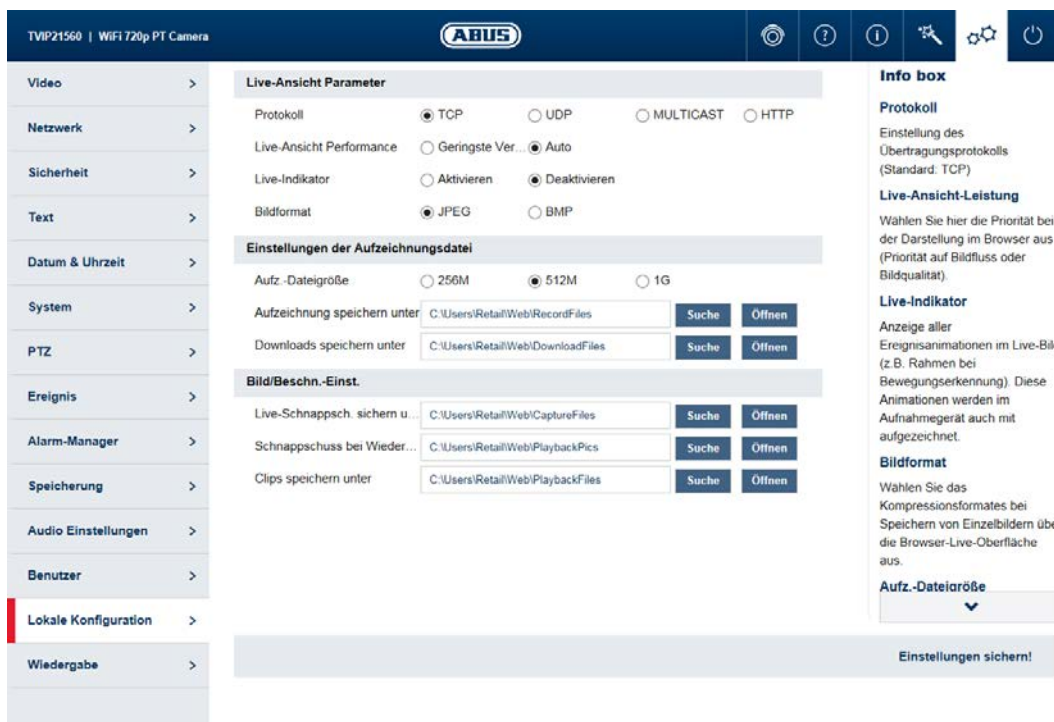 TVIP21560 | WiFi 720p PT Camera
ABUS
Video
Netzwerk
Sicherheit
Text
Datum & Uhrzeit
System
PTZ
Ereignis
Alarm-Manager
Speicherung
Audio Einstellungen
Benutzer
Lokale Konfiguration
Wiedergabe
Live-Ansicht Parameter
Protokoll TCP UDP MULTICAST HTTP
Live-Ansicht Performance Geringste Ver... Auto
Live-Indikator Aktivieren Deaktivieren
Bildformat JPEG BMP
Einstellungen der Aufzeichnungsdatei
Aufz.-Dateigröße 256M 512M 1G
Aufzeichnung speichern unter C:\Users\Retail\Web\RecordFiles Suche Öffnen
Downloads speichern unter C:\Users\Retail\Web\DownloadFiles Suche Öffnen
Bild/Beschn.-Einst.
Live-Schnappsch. sichern u... C:\Users\Retail\Web\CaptureFiles Suche Öffnen
Schnappschuss bei Wieder... C:\Users\Retail\Web\PlaybackPics Suche Öffnen
Clips speichern unter C:\Users\Retail\Web\PlaybackFiles Suche Öffnen
Info box
Protokoll
Einstellung des
Übertragungsprotokolls
(Standard: TCP)
Live-Ansicht-Leistung
Wählen Sie hier die Priorität bei
der Darstellung im Browser aus
(Priorität auf Bildfluss oder
Bildqualität).
Live-Indikator
Anzeige aller
Ereignisanimationen im Live-Bild
(z.B. Rahmen bei
Bewegungserkennung). Diese
Animationen werden im
Aufnahmegerät auch mit
aufgezeichnet.
Bildformat
Wählen Sie das
Kompressionsformates bei
Speichern von Einzelbildern übe
die Browser-Live-Oberfläche
aus.
Aufz.-Dateigröße
Einstellungen sichern!